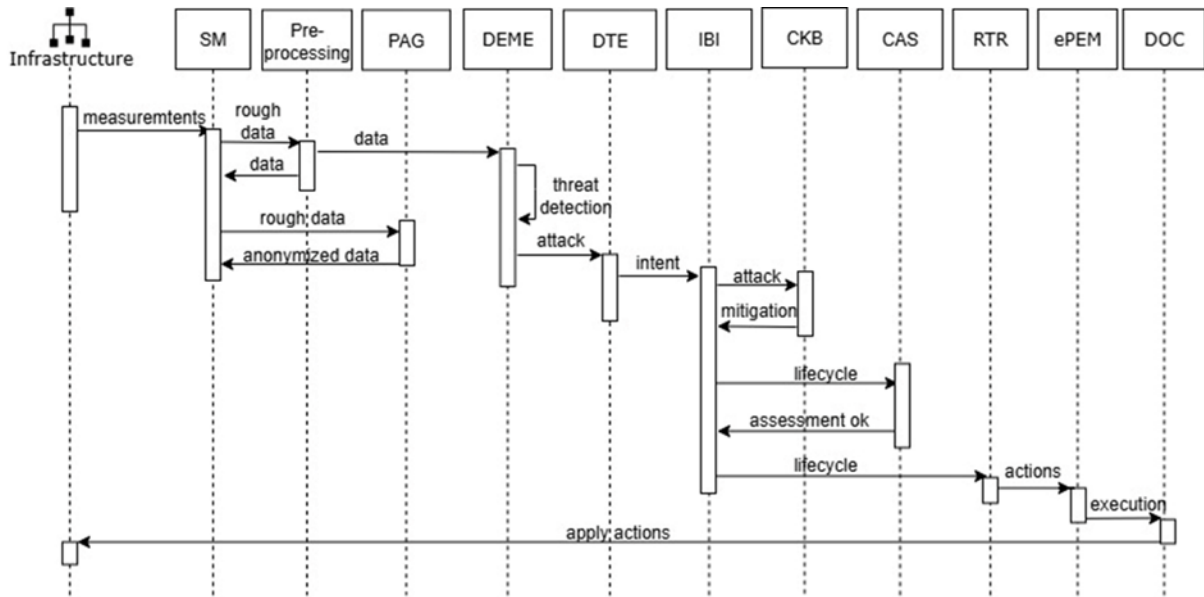 Infrastructure
SM
Pre-
processing
PAG
DEME
DTE
IBI
CKB
CAS
RTR
ePEM
DOC
measuremtents
rough
data
data
data
threat
detection
rough data
anonymized data
attack
intent
attack
mitigation
lifecycle
assessment ok
lifecycle
actions
execution
apply actions